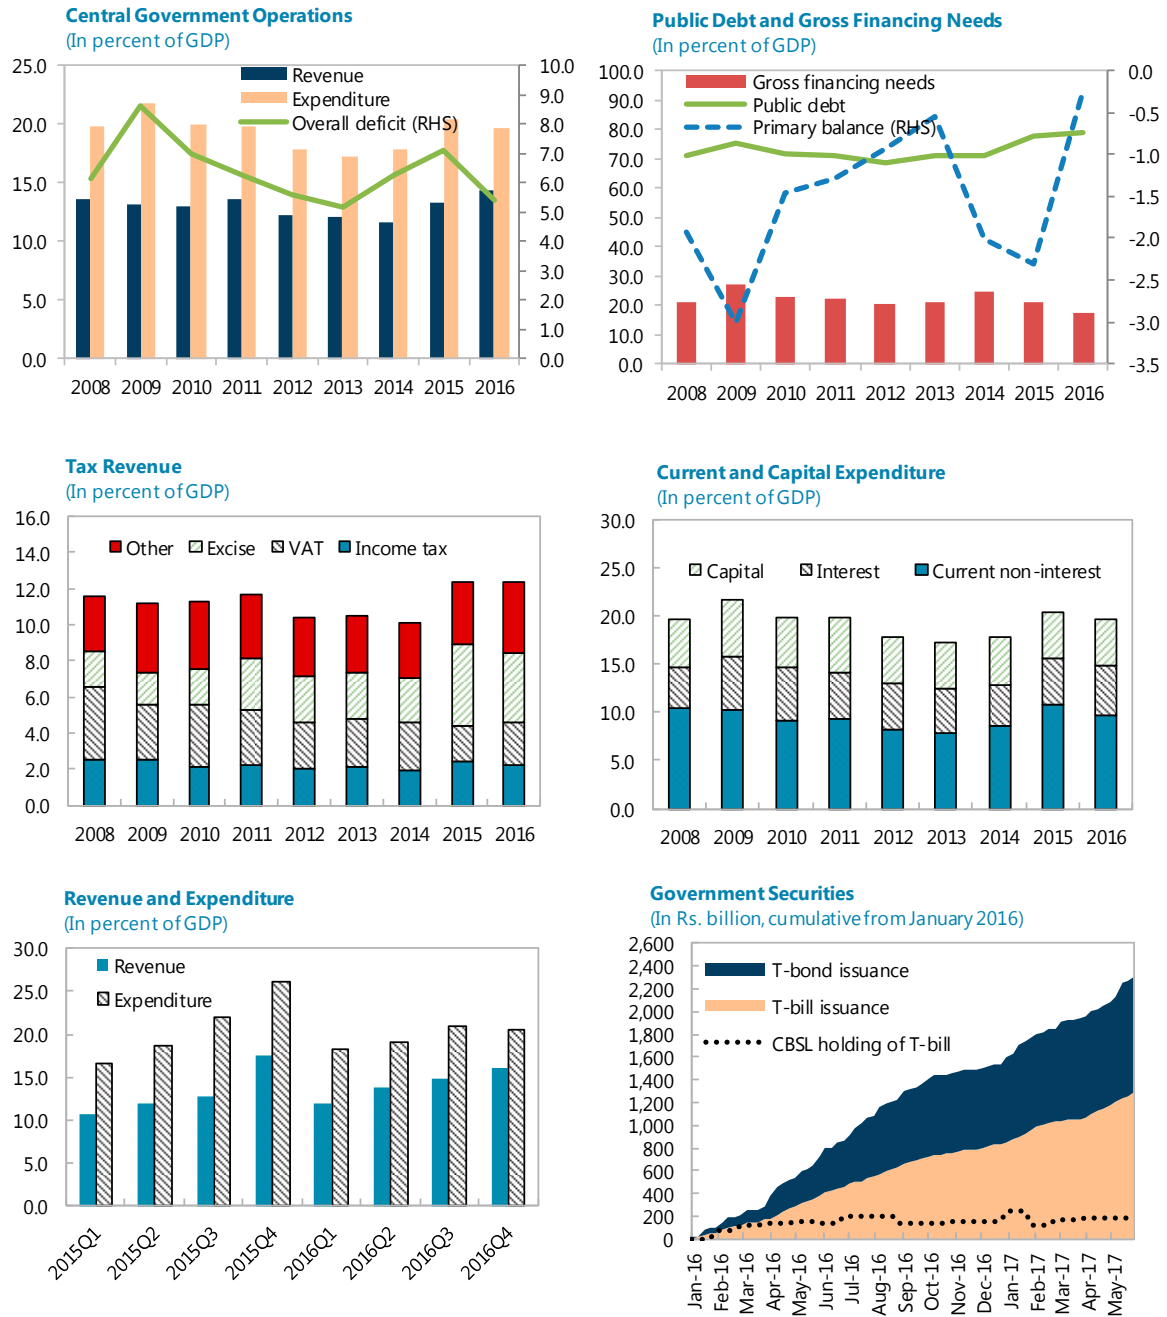 Central Government Operations
(In percent of GDP)
25.0
20.0
15.0
10.0
5.0
0.0
10.0
9.0
8.0
7.0
6.0
5.0
4.0
3.0
2.0
1.0
0.0
Revenue
Expenditure
Overall deficit (RHS)
2008 2009 2010 2011 2012 2013 2014 2015 2016
Public Debt and Gross Financing Needs
(In percent of GDP)
100.0
90.0
80.0
70.0
60.0
50.0
40.0
30.0
20.0
10.0
0.0
0.0
-0.5
-1.0
-1.5
-2.0
-2.5
-3.0
-3.5
Gross financing needs
Public debt
Primary balance (RHS)
2008 2009 2010 2011 2012 2013 2014 2015 2016
Tax Revenue
(In percent of GDP)
16.0
14.0
12.0
10.0
8.0
6.0
4.0
2.0
0.0
Other Excise VAT Income tax
2008 2009 2010 2011 2012 2013 2014 2015 2016
Current and Capital Expenditure
(In percent of GDP)
30.0
25.0
20.0
15.0
10.0
5.0
0.0
Capital Interest Current non-interest
2008 2009 2010 2011 2012 2013 2014 2015 2016
Revenue and Expenditure
(In percent of GDP)
30.0
25.0
20.0
15.0
10.0
5.0
0.0
Revenue
Expenditure
2015Q1 2015Q2 2015Q3 2015Q4 2016Q1 2016Q2 2016Q3 2016Q4
Government Securities
(In Rs. billion, cumulative from January 2016)
2,600
2,400
2,200
2,000
1,800
1,600
1,400
1,200
1,000
800
600
400
200
0
T-bond issuance
T-bill issuance
CBSL holding of T-bill
Jan-16 Feb-16 Mar-16 Apr-16 May-16 Jun-16 Jul-16 Aug-16 Sep-16 Oct-16 Nov-16 Dec-16 Jan-17 Feb-17 Mar-17 Apr-17 May-17